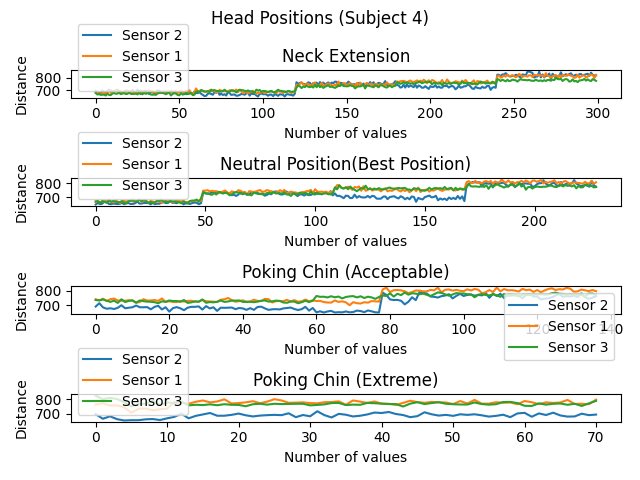 Head Positions (Subject 4)
Neck Extension
Distance
800
700
Sensor 2
Sensor 1
Sensor 3
0 50 100 150 200 250 300
Number of values
Neutral Position(Best Position)
Distance
800
700
Sensor 2
Sensor 1
Sensor 3
0 50 100 150 200
Number of values
Poking Chin (Acceptable)
Distance
800
700
Sensor 2
Sensor 1
Sensor 3
0 20 40 60 80 100 120 140
Number of values
Poking Chin (Extreme)
Distance
800
700
Sensor 2
Sensor 1
Sensor 3
0 10 20 30 40 50 60 70
Number of values